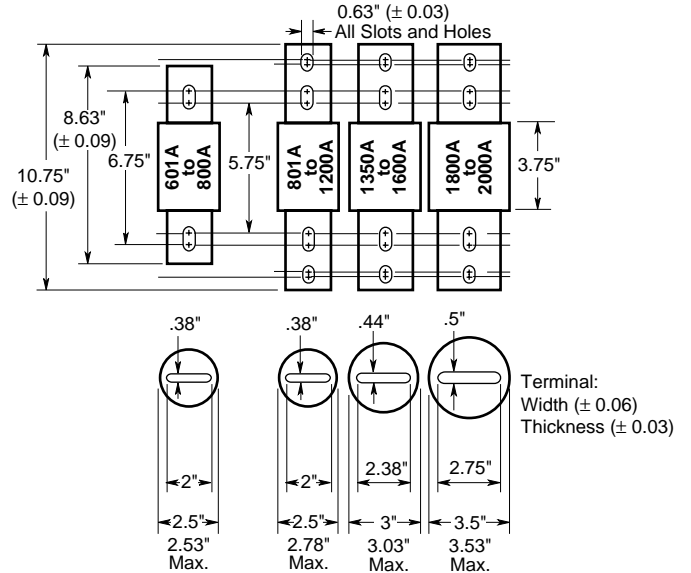 0.63" (± 0.03)
All Slots and Holes
8.63"
(± 0.09)
6.75"
10.75"
(± 0.09)
5.75"
3.75"
601A
to
800A
801A
to
1200A
1350A
to
1600A
1800A
to
2000A
.38"
.38"
.44"
.5"
Terminal:
Width (± 0.06)
Thickness (± 0.03)
2"
2"
2.38"
2.75"
2.5"
2.5"
3"
3.5"
2.53"
Max.
2.78"
Max.
3.03"
Max.
3.53"
Max.